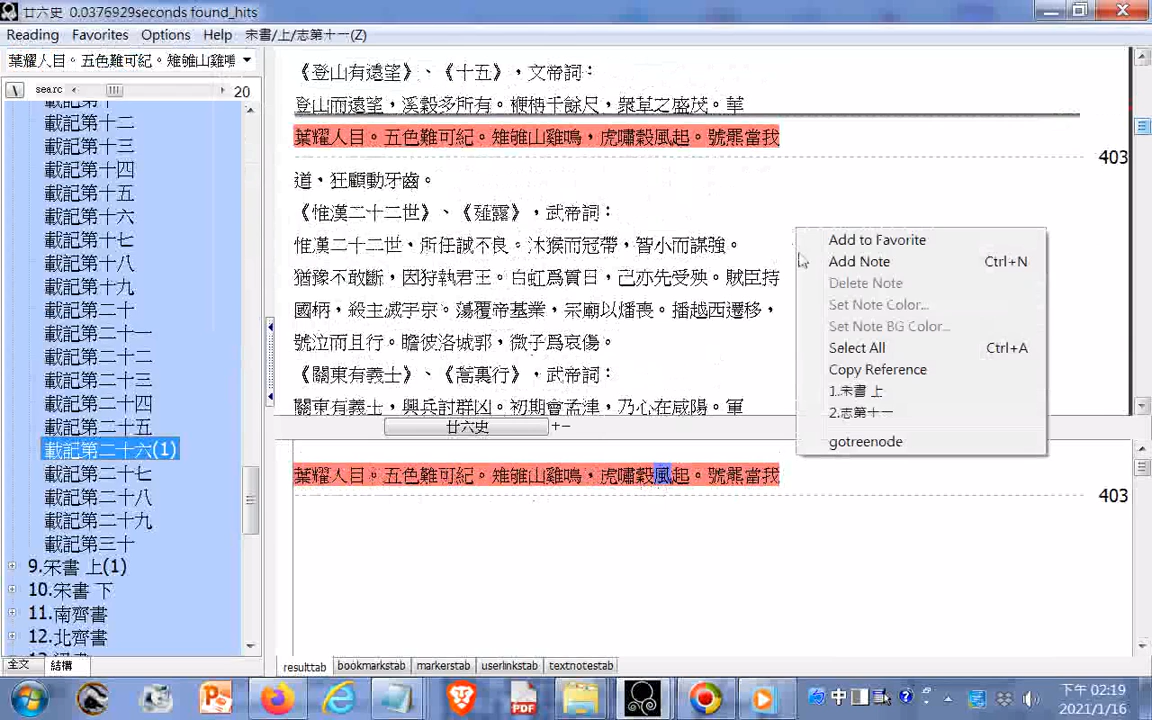 廿六史 0.0376929seconds found_hits
Reading Favorites Options Help 宋書/上/志第十一(Z)
葉耀人目。五色難可紀。雉雊山雞鳴
searc 20
載記第十二
載記第十三
載記第十四
載記第十五
載記第十六
載記第十七
載記第十八
載記第十九
載記第二十
載記第二十一
載記第二十二
載記第二十三
載記第二十四
載記第二十五
載記第二十六(1)
載記第二十七
載記第二十八
載記第二十九
載記第三十
9.宋書 上(1)
10.宋書 下
11.南齊書
12.北齊書
全文 結構
《登山有遠望》、《十五》，文帝詞：
登山而遠望，溪穀多所有。楩柟千餘尺，眾草之盛茂。華
葉耀人目。五色難可紀。雉雊山雞鳴，虎嘯穀風起。號羆當我
403
道，狂顧動牙齒。
《惟漢二十二世》、《薤露》，武帝詞：
惟漢二十二世，所任誠不良。沐猴而冠帶，智小而謀強。
猶豫不敢斷，因狩執君王。白虹為貫日，己亦先受殃。賊臣持
國柄，殺主滅宇京。蕩覆帝基業，宗廟以燔喪。播越西遷移，
號泣而且行。瞻彼洛城郭，微子為哀傷。
《關東有義士》、《蒿裏行》，武帝詞：
關東有義士，興兵討群凶。初期會孟津，乃心在咸陽。軍
Add to Favorite
Add Note Ctrl+N
Delete Note
Set Note Color...
Set Note BG Color...
Select All Ctrl+A
Copy Reference
1.宋書 上
2.志第十一
gotreenode
廿六史 +−
葉耀人目。五色難可紀。雉雊山雞鳴，虎嘯穀風起。號羆當我
403
resulttab bookmarkstab markerstab userlinkstab textnotestab
中
下午 02:19
2021/1/16